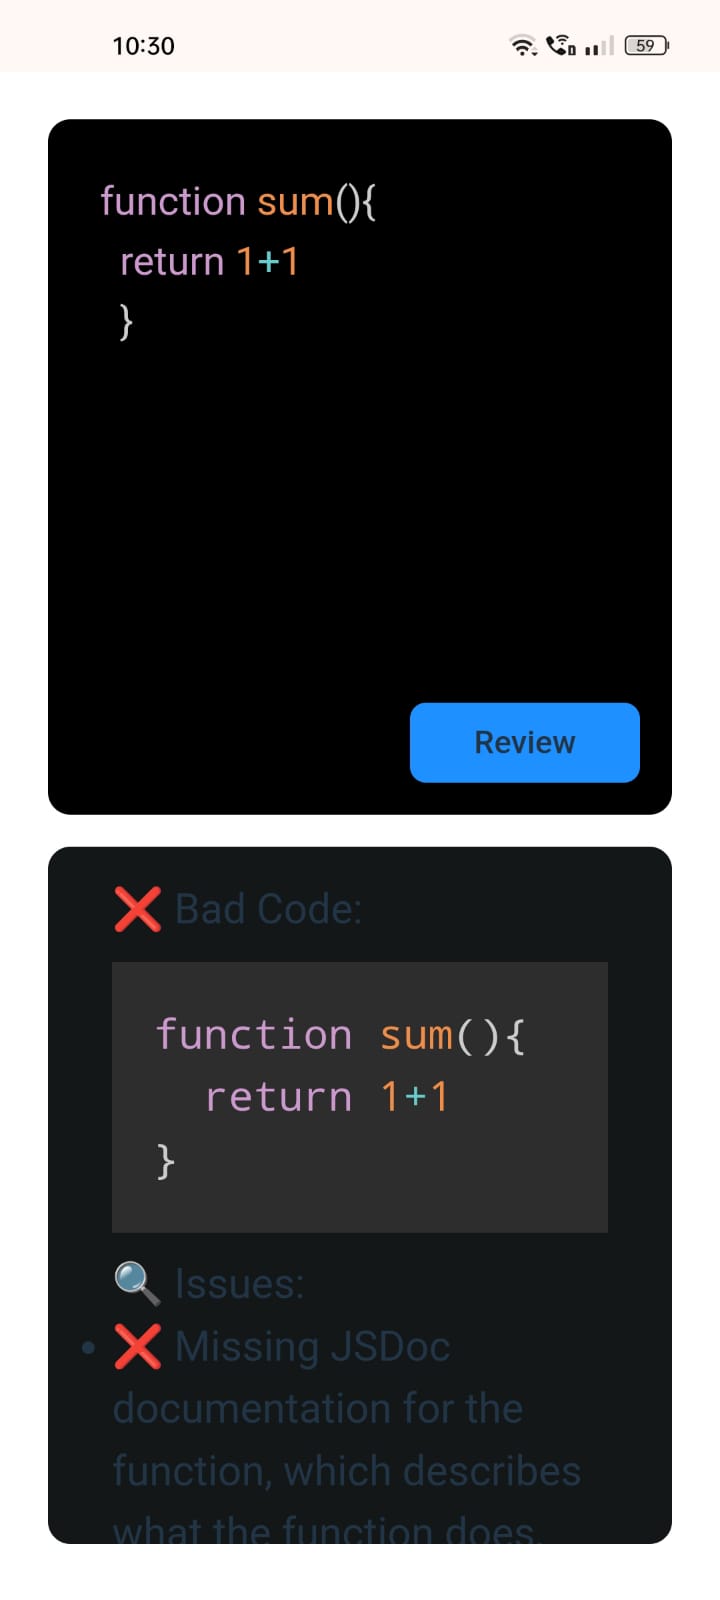 10:30
59
function sum(){
return 1+1
}
Review
❌ Bad Code:
function sum(){
return 1+1
}
🔍 Issues:
• ❌ Missing JSDoc
documentation for the
function, which describes
what the function does.